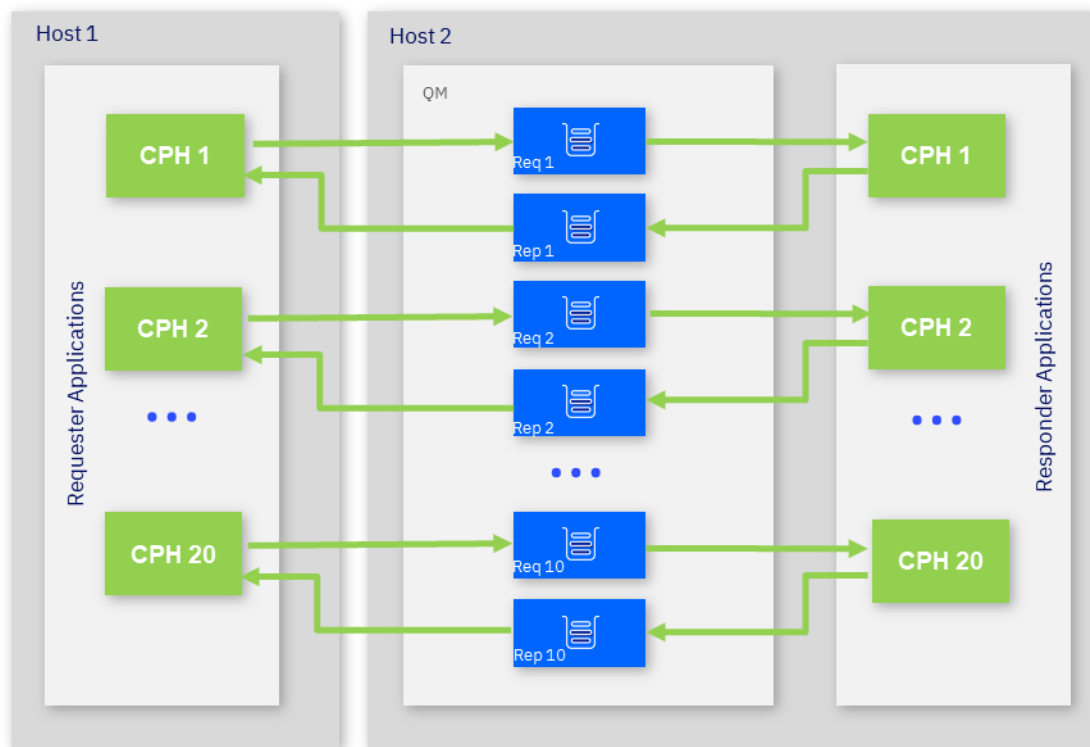 Host 1
Host 2
QM
Requester Applications
CPH 1
CPH 2
CPH 20
Req 1
Rep 1
Req 2
Rep 2
Req 10
Rep 10
CPH 1
CPH 2
CPH 20
Responder Applications